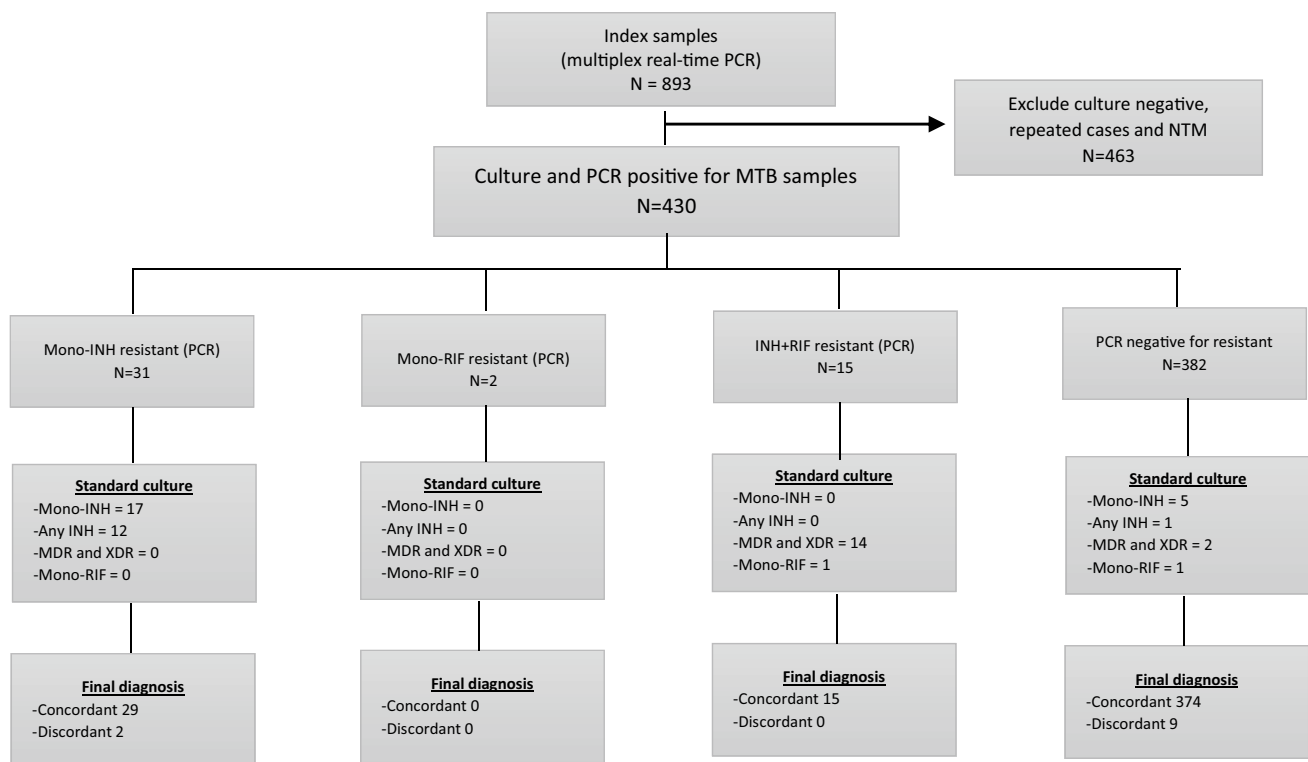 Index samples
(multiplex real-time PCR)
N = 893
Exclude culture negative,
repeated cases and NTM
N=463
Culture and PCR positive for MTB samples
N=430
Mono-INH resistant (PCR)
N=31
Mono-RIF resistant (PCR)
N=2
INH+RIF resistant (PCR)
N=15
PCR negative for resistant
N=382
Standard culture
-Mono-INH = 17
-Any INH = 12
-MDR and XDR = 0
-Mono-RIF = 0
Standard culture
-Mono-INH = 0
-Any INH = 0
-MDR and XDR = 0
-Mono-RIF = 0
Standard culture
-Mono-INH = 0
-Any INH = 0
-MDR and XDR = 14
-Mono-RIF = 1
Standard culture
-Mono-INH = 5
-Any INH = 1
-MDR and XDR = 2
-Mono-RIF = 1
Final diagnosis
-Concordant 29
-Discordant 2
Final diagnosis
-Concordant 0
-Discordant 0
Final diagnosis
-Concordant 15
-Discordant 0
Final diagnosis
-Concordant 374
-Discordant 9